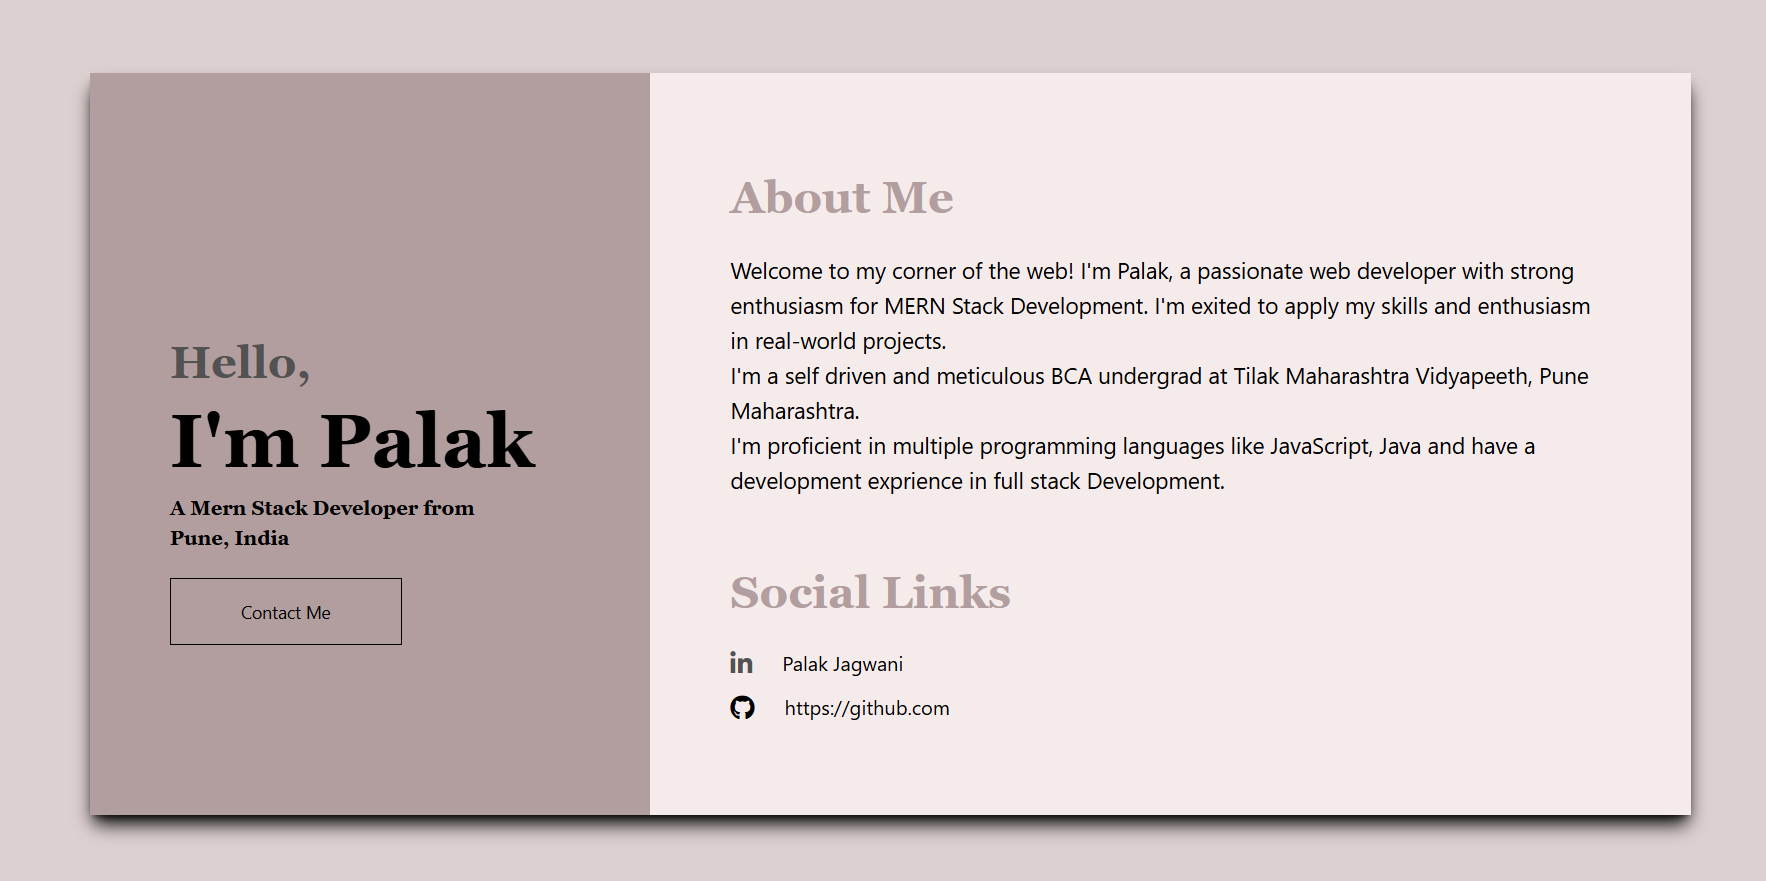 Hello,
I'm Palak
A Mern Stack Developer from
Pune, India
Contact Me
About Me
Welcome to my corner of the web! I'm Palak, a passionate web developer with strong
enthusiasm for MERN Stack Development. I'm exited to apply my skills and enthusiasm
in real-world projects.
I'm a self driven and meticulous BCA undergrad at Tilak Maharashtra Vidyapeeth, Pune
Maharashtra.
I'm proficient in multiple programming languages like JavaScript, Java and have a
development exprience in full stack Development.
Social Links
in Palak Jagwani
https://github.com